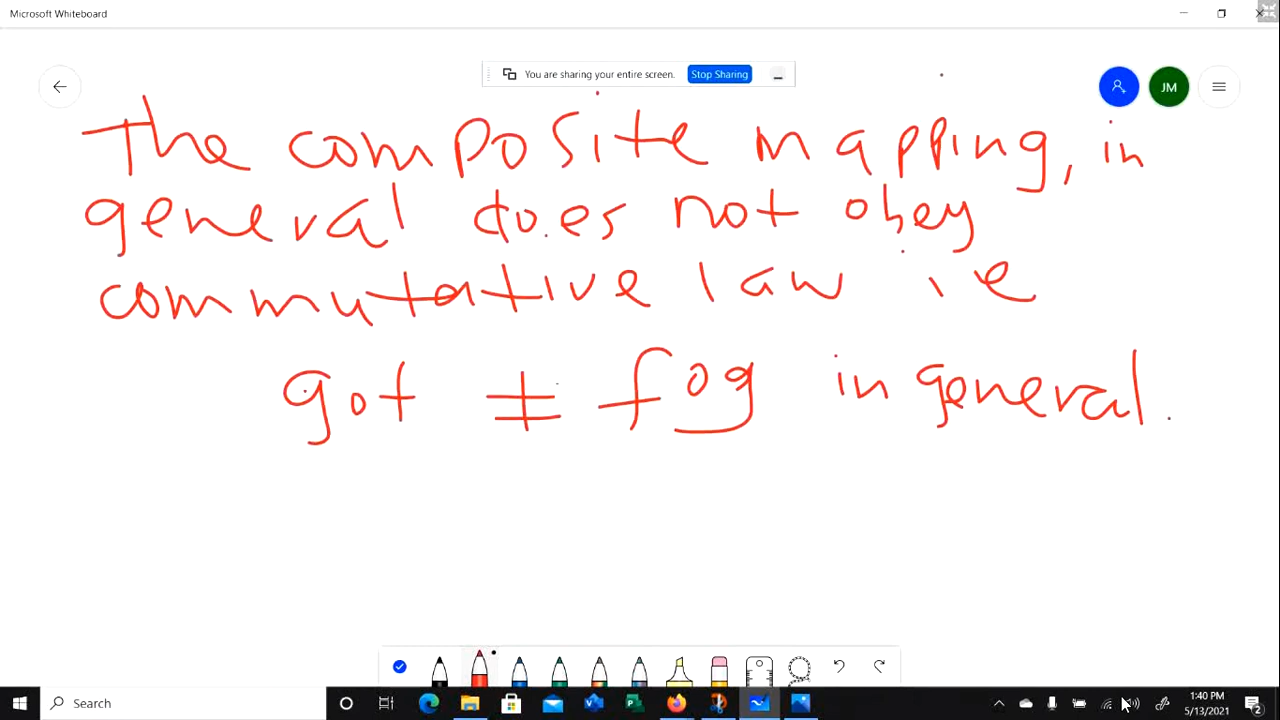 Microsoft Whiteboard
You are sharing your entire screen. Stop Sharing
JM
The composite mapping, in
general does not obey
commutative law i.e
gof ≠ fog in general.
Search
1:40 PM
5/13/2021
2